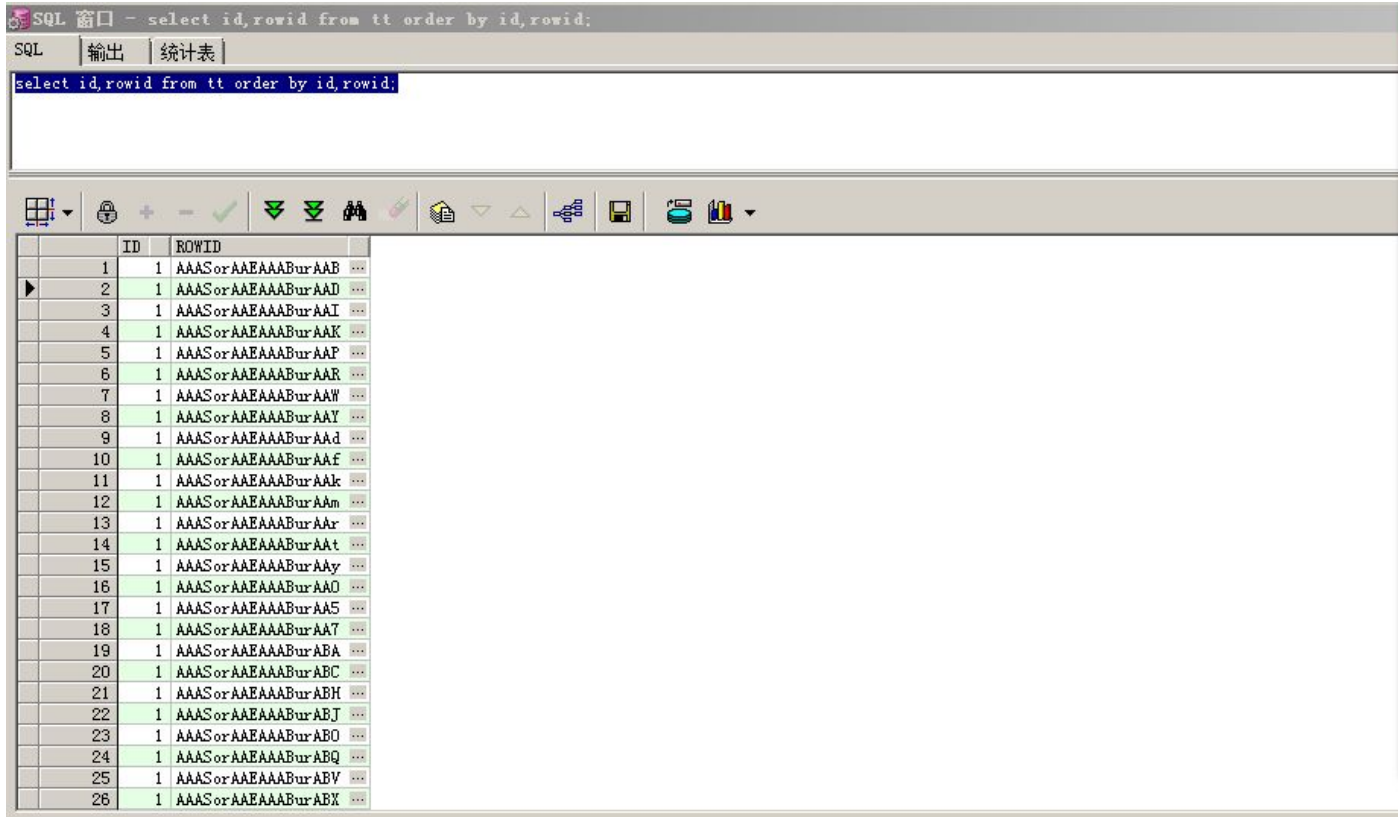 SQL 窗口 - select id,rowid from tt order by id,rowid;
SQL 输出 统计表
select id,rowid from tt order by id,rowid;
ID ROWID
1 1 AAASorAAEAAABurAAB ...
2 1 AAASorAAEAAABurAAD ...
3 1 AAASorAAEAAABurAAI ...
4 1 AAASorAAEAAABurAAK ...
5 1 AAASorAAEAAABurAAP ...
6 1 AAASorAAEAAABurAAR ...
7 1 AAASorAAEAAABurAAW ...
8 1 AAASorAAEAAABurAAY ...
9 1 AAASorAAEAAABurAAd ...
10 1 AAASorAAEAAABurAAf ...
11 1 AAASorAAEAAABurAAk ...
12 1 AAASorAAEAAABurAAm ...
13 1 AAASorAAEAAABurAAr ...
14 1 AAASorAAEAAABurAAt ...
15 1 AAASorAAEAAABurAAy ...
16 1 AAASorAAEAAABurAA0 ...
17 1 AAASorAAEAAABurAA5 ...
18 1 AAASorAAEAAABurAA7 ...
19 1 AAASorAAEAAABurABA ...
20 1 AAASorAAEAAABurABC ...
21 1 AAASorAAEAAABurABH ...
22 1 AAASorAAEAAABurABJ ...
23 1 AAASorAAEAAABurABO ...
24 1 AAASorAAEAAABurABQ ...
25 1 AAASorAAEAAABurABV ...
26 1 AAASorAAEAAABurABX ...